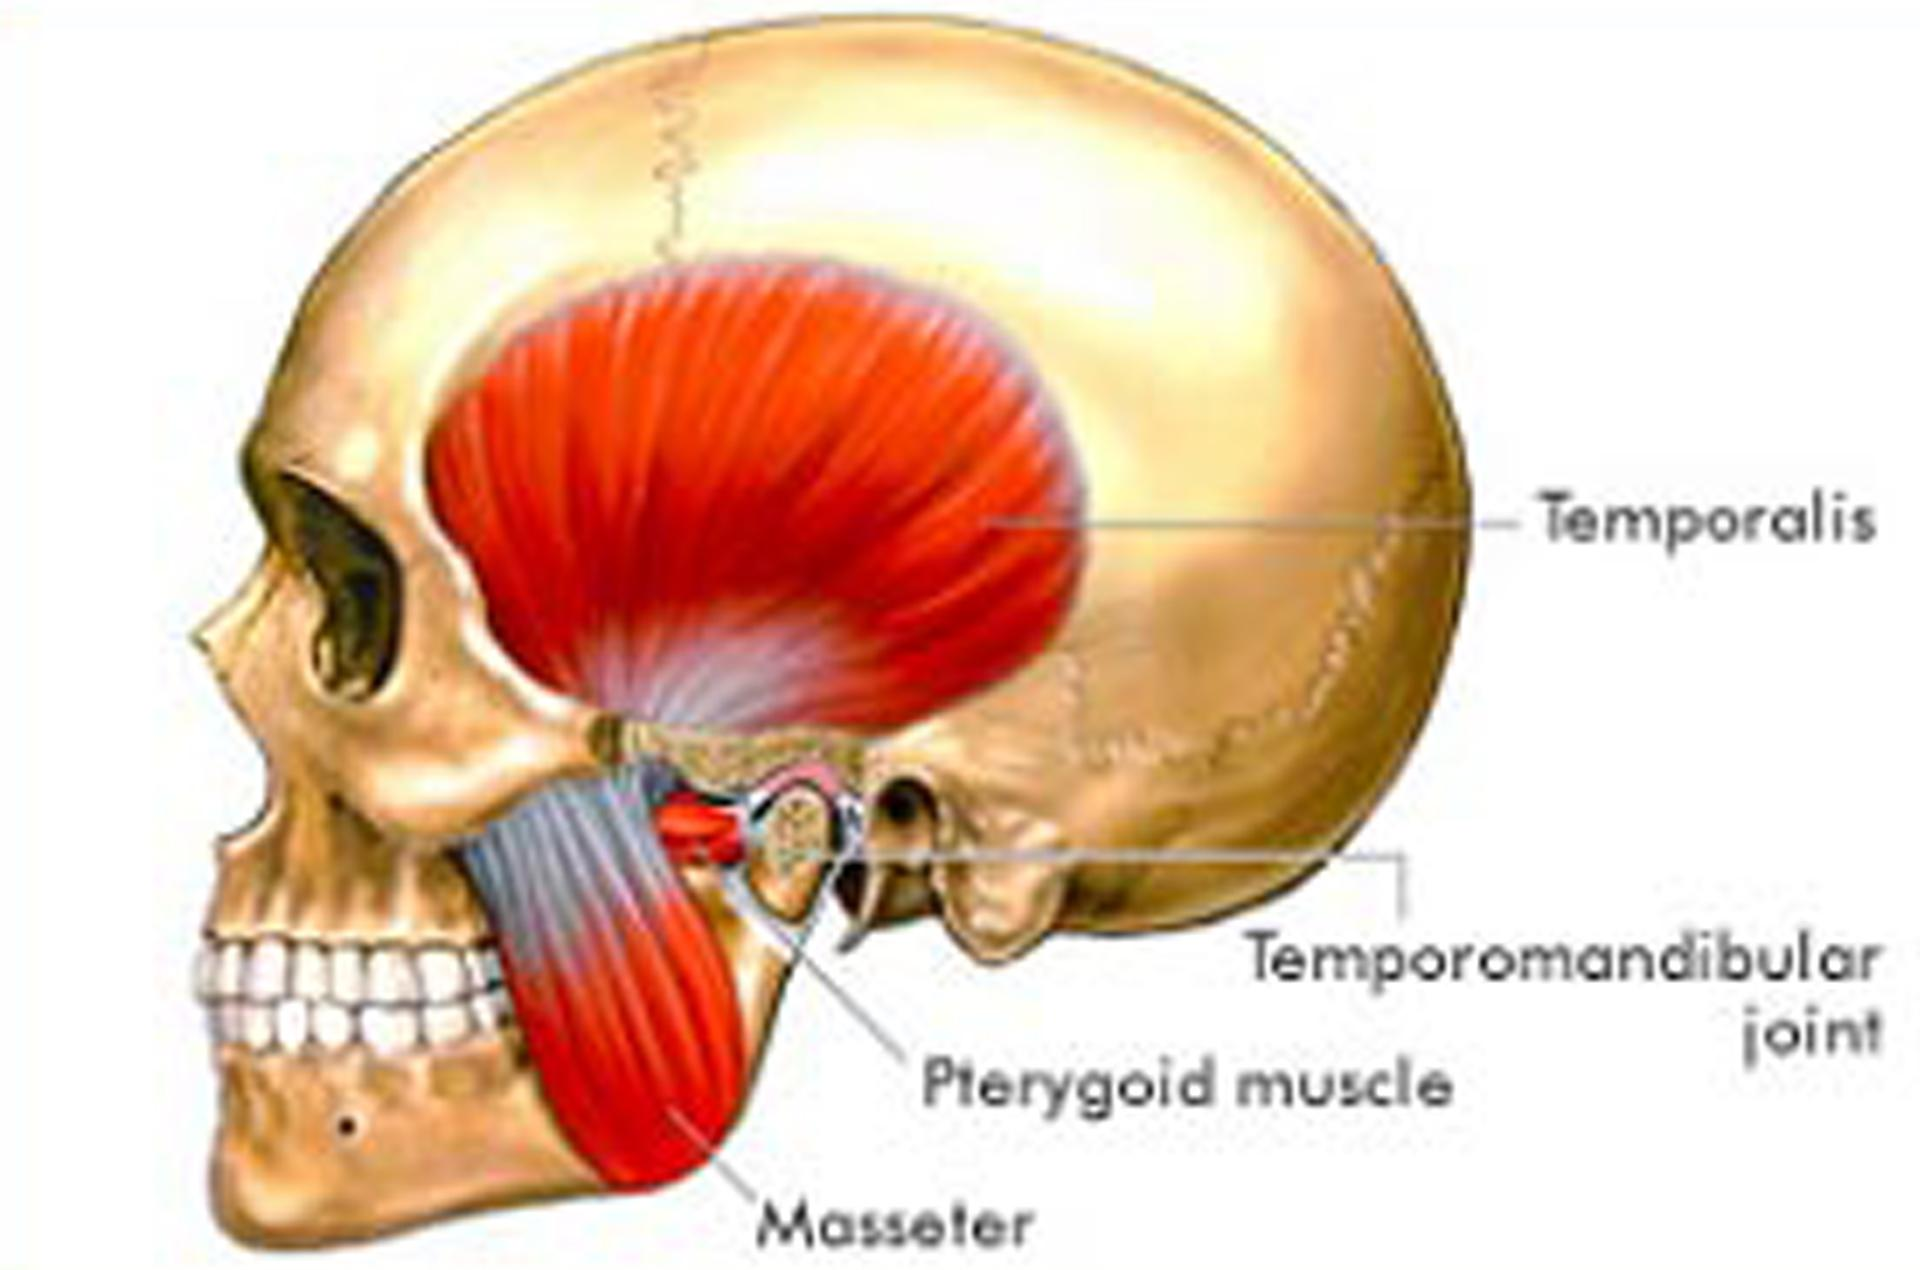 Temporalis
Temporomandibular
joint
Pterygoid muscle
Masseter